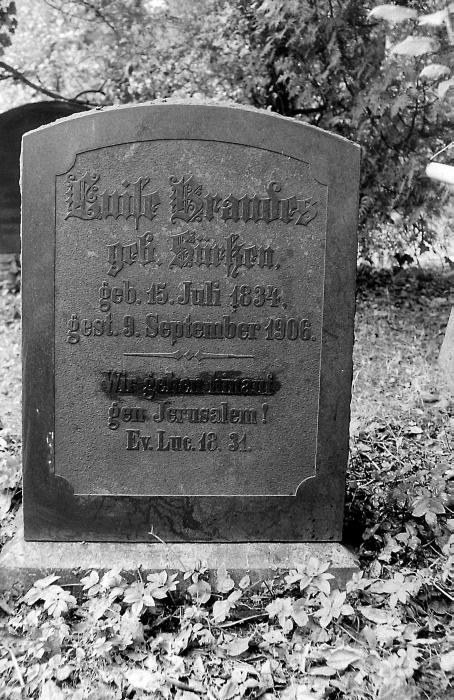 Luise Brandes
geb.
geb. 15. Juli 1834,
gest. 9. September 1906.
Wir gehen hinauf
gen Jerusalem!
Ev. Luc. 18. 31.